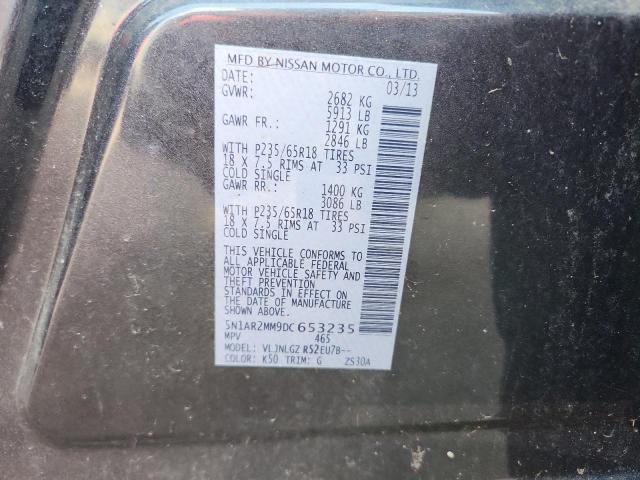 MFD BY NISSAN MOTOR CO., LTD.
DATE: 03/13
GVWR: 2682 KG
5913 LB
GAWR FR.: 1291 KG
2846 LB
WITH P235/65R18 TIRES
18 X 7.5 RIMS AT 33 PSI
COLD SINGLE
GAWR RR.: 1400 KG
3086 LB
WITH P235/65R18 TIRES
18 X 7.5 RIMS AT 33 PSI
COLD SINGLE
THIS VEHICLE CONFORMS TO
ALL APPLICABLE FEDERAL
MOTOR VEHICLE SAFETY AND
THEFT PREVENTION
STANDARDS IN EFFECT ON
THE DATE OF MANUFACTURE
SHOWN ABOVE.
5N1AR2MM9DC653235
MPV 465
MODEL: VLJNLGZ R52EU7B--
COLOR: K50 TRIM: G ZS30A